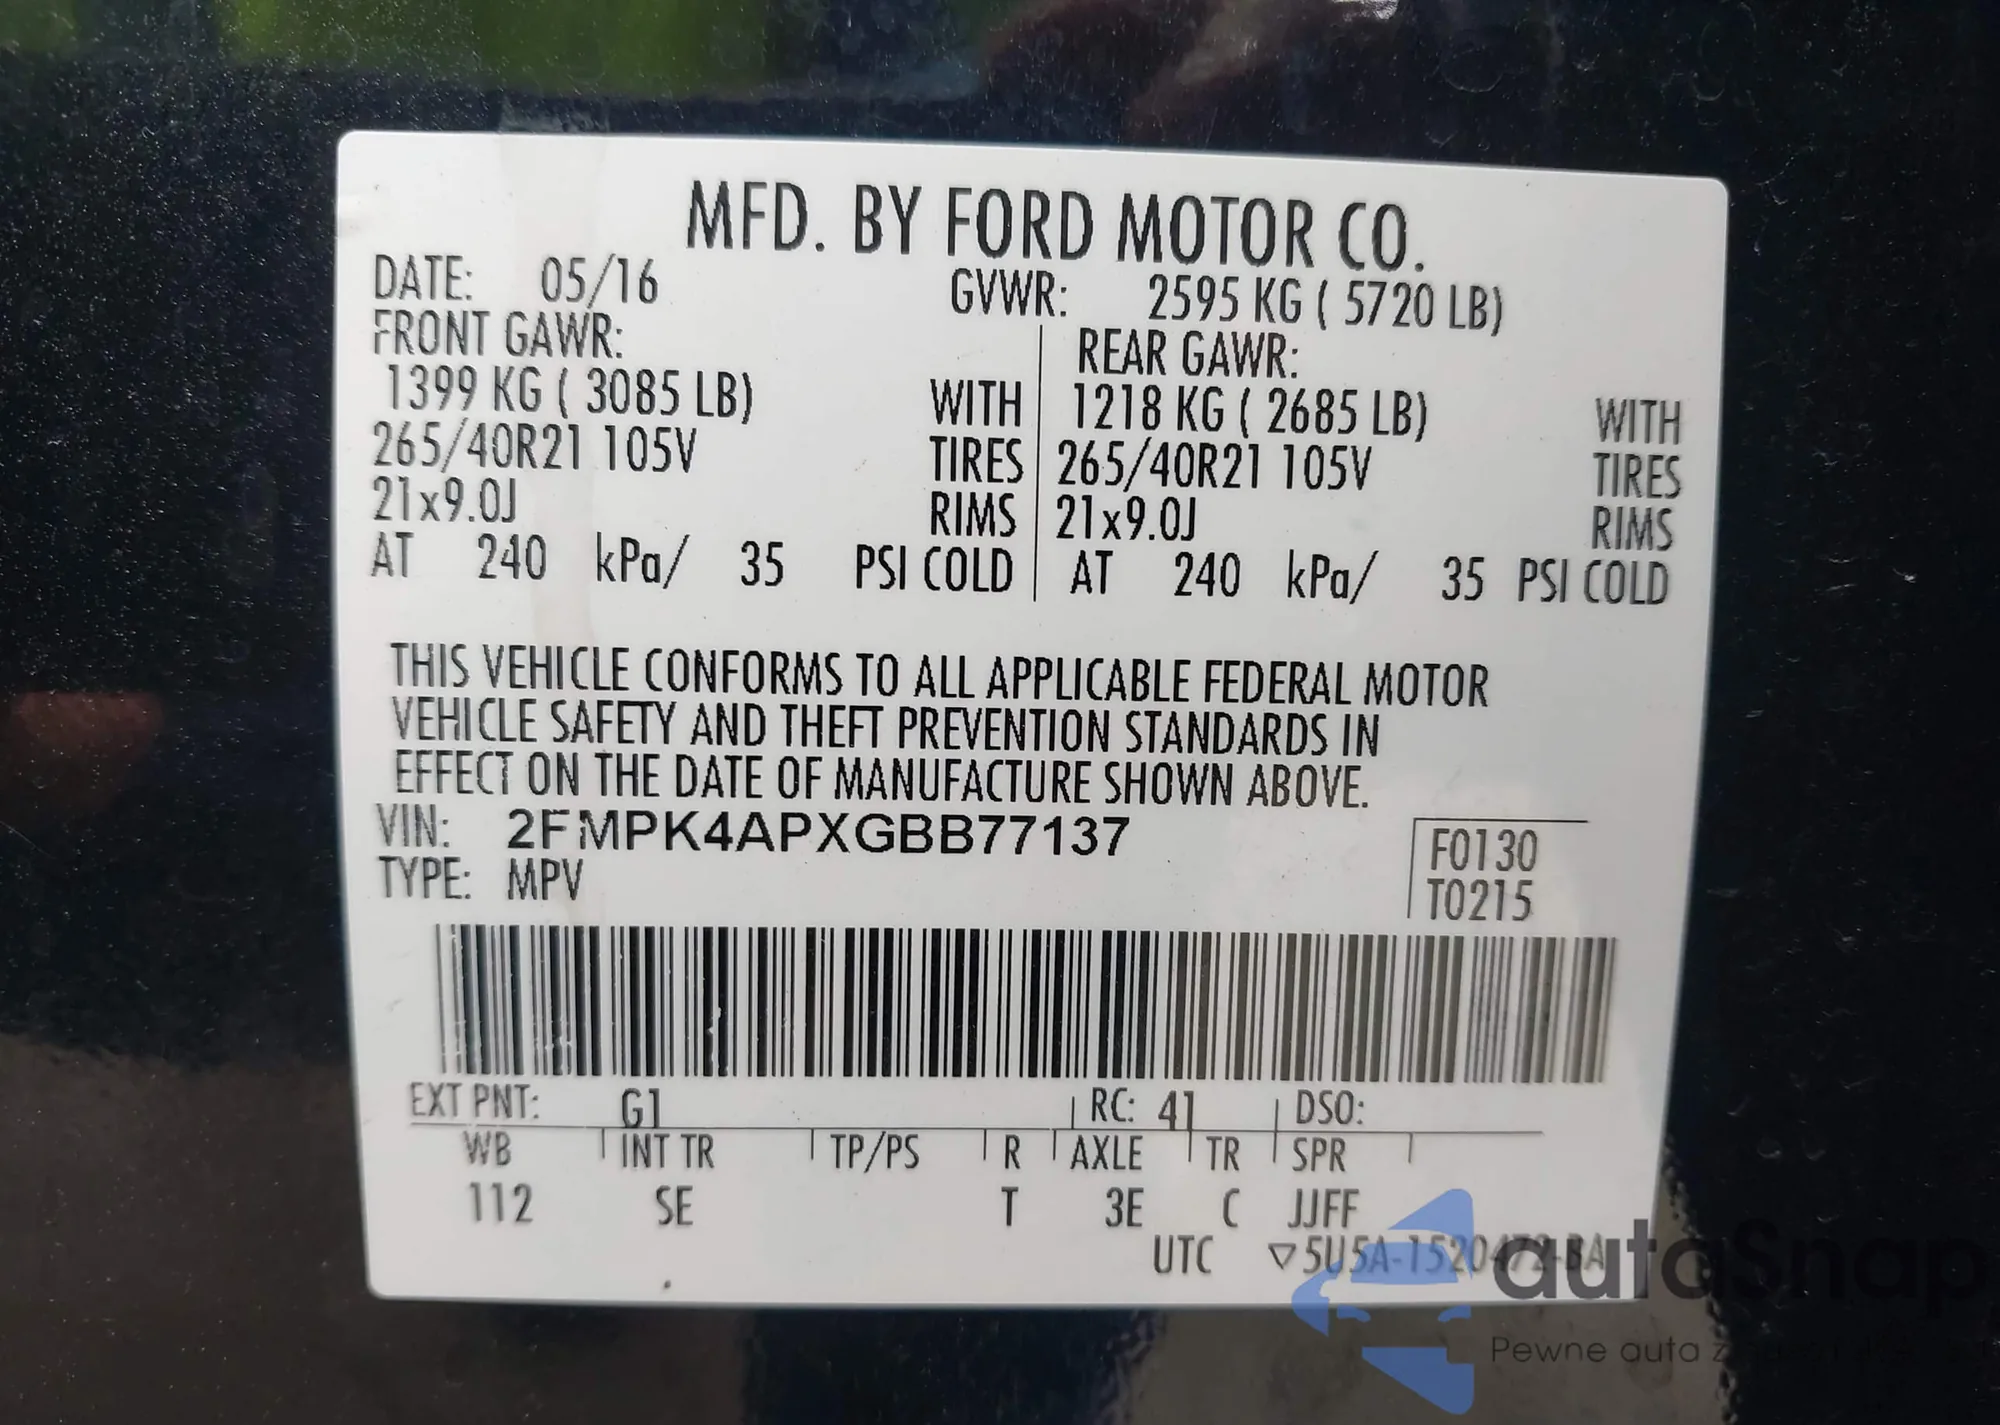 MFD. BY FORD MOTOR CO.
DATE: 05/16 GVWR: 2595 KG ( 5720 LB)
FRONT GAWR: REAR GAWR:
1399 KG ( 3085 LB) WITH 1218 KG ( 2685 LB) WITH
265/40R21 105V TIRES 265/40R21 105V TIRES
21x9.0J RIMS 21x9.0J RIMS
AT 240 kPa/ 35 PSI COLD AT 240 kPa/ 35 PSI COLD
THIS VEHICLE CONFORMS TO ALL APPLICABLE FEDERAL MOTOR
VEHICLE SAFETY AND THEFT PREVENTION STANDARDS IN
EFFECT ON THE DATE OF MANUFACTURE SHOWN ABOVE.
VIN: 2FMPK4APXGBB77137 F0130
TYPE: MPV T0215
EXT PNT: G1 RC: 41 DSO:
WB INT TR TP/PS R AXLE TR SPR
112 SE T 3E C JJFF
UTC ▽5U5A-1520472-BA
autaSnap
Pewne auta